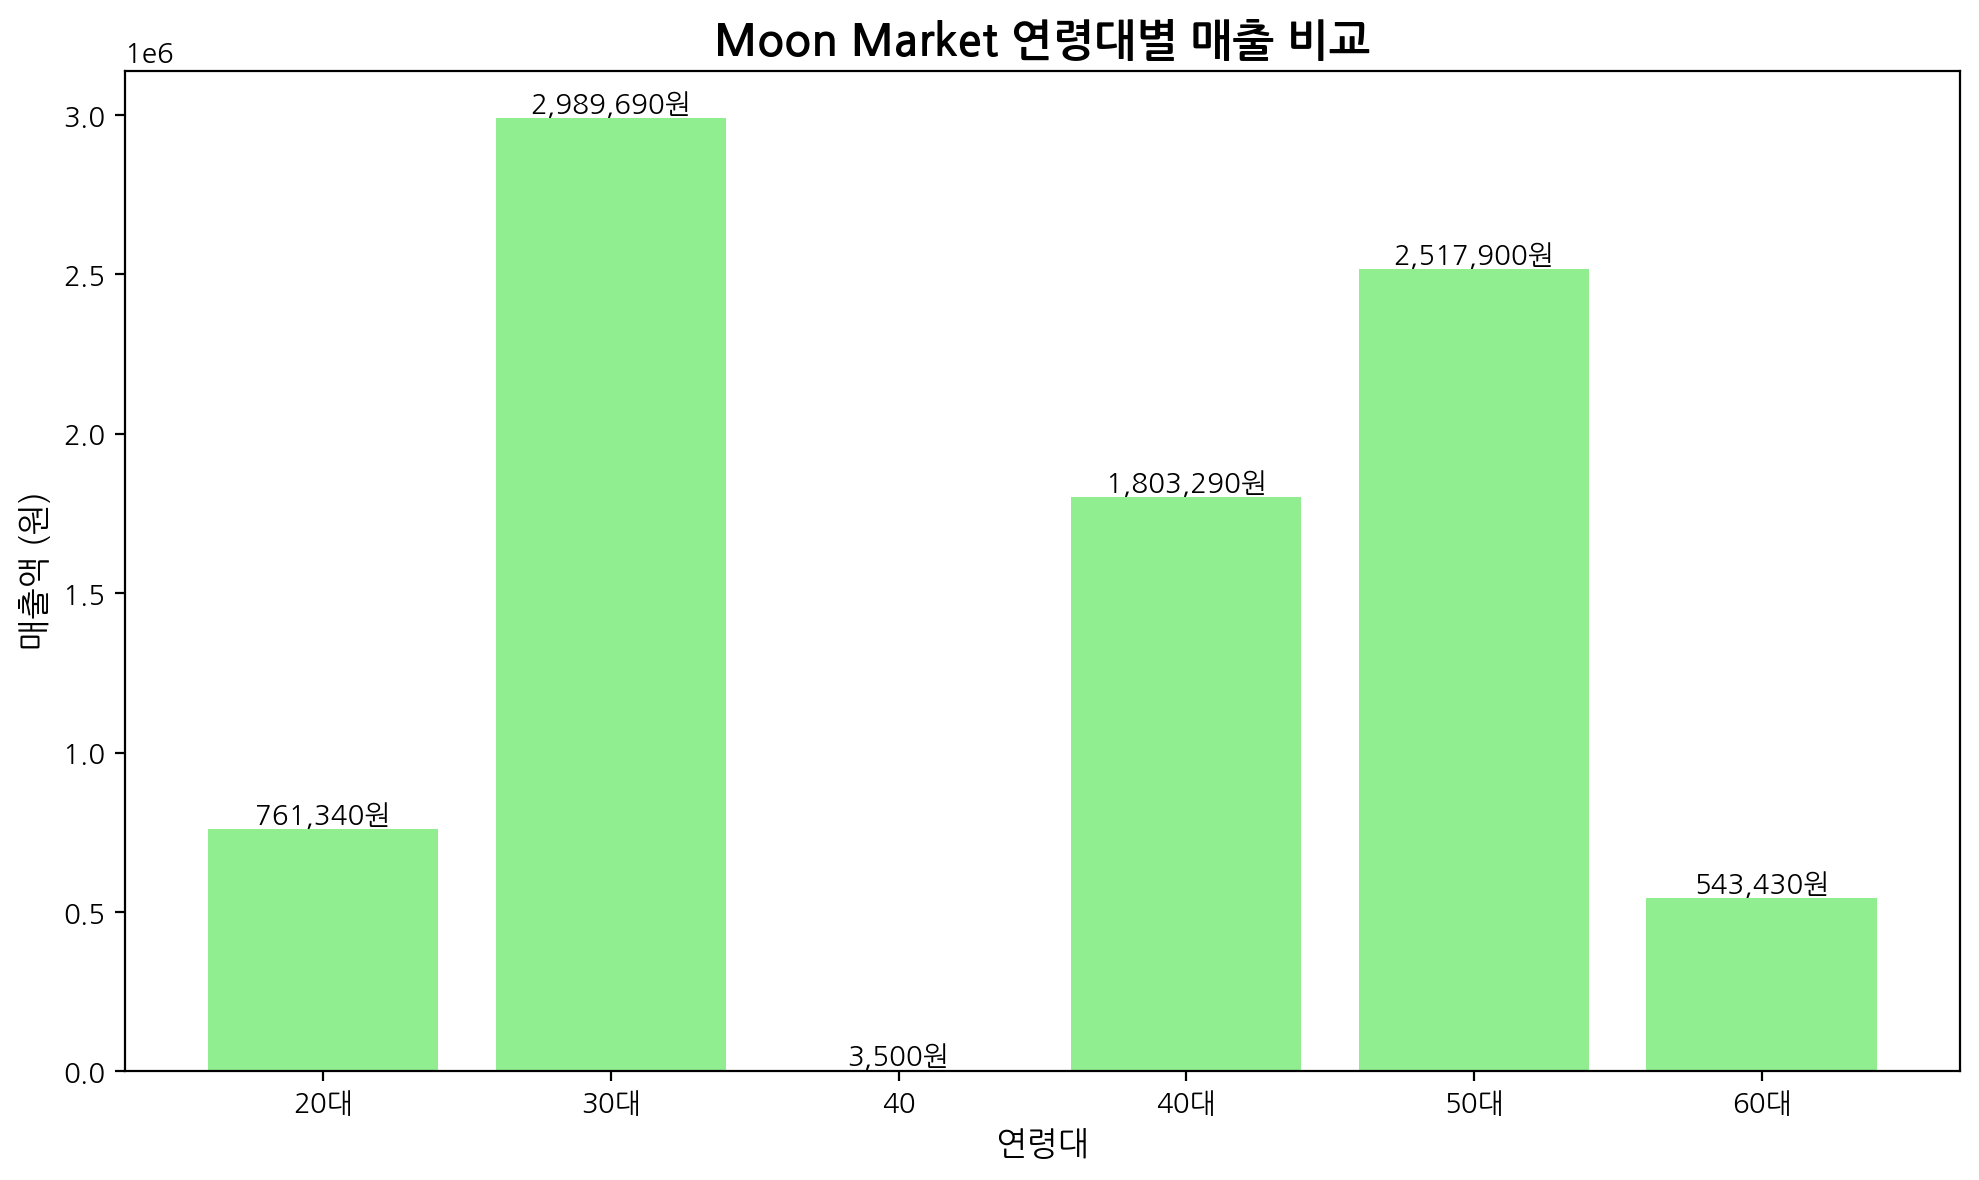 Moon Market 연령대별 매출 비교
1e6
3.0
2.5
2.0
1.5
1.0
0.5
0.0
매출액 (원)
761,340원
2,989,690원
3,500원
1,803,290원
2,517,900원
543,430원
20대
30대
40
40대
50대
60대
연령대